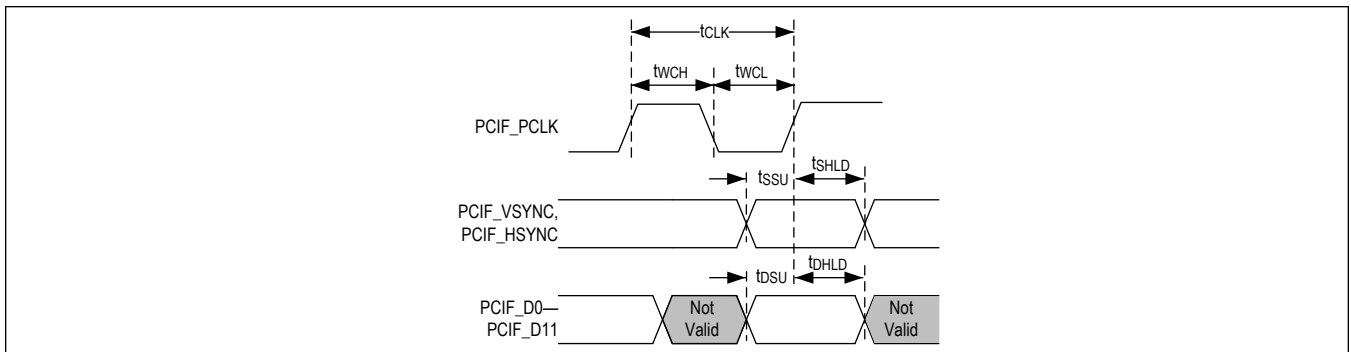 tCLK
tWCH
tWCL
PCIF_PCLK
tSSU
tSHLD
PCIF_VSYNC,
PCIF_HSYNC
tDSU
tDHLD
PCIF_D0—
PCIF_D11
Not
Valid
Not
Valid